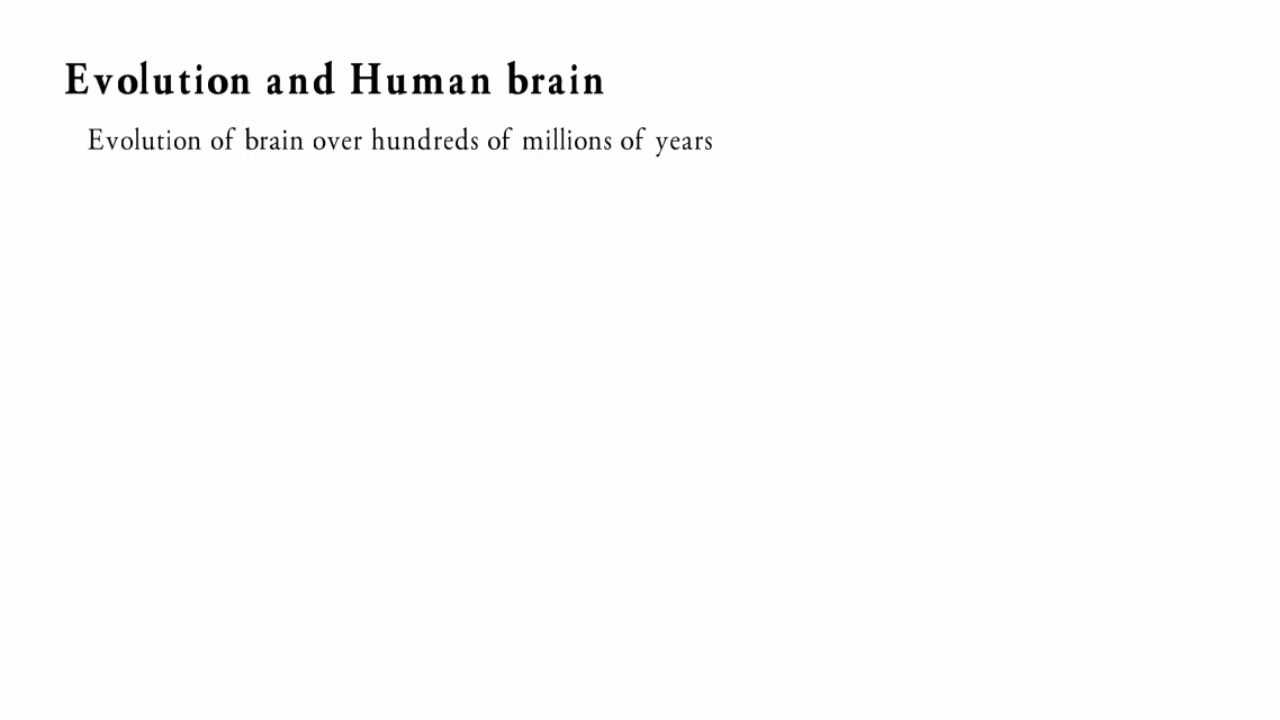 Evolution and Human brain
Evolution of brain over hundreds of millions of years